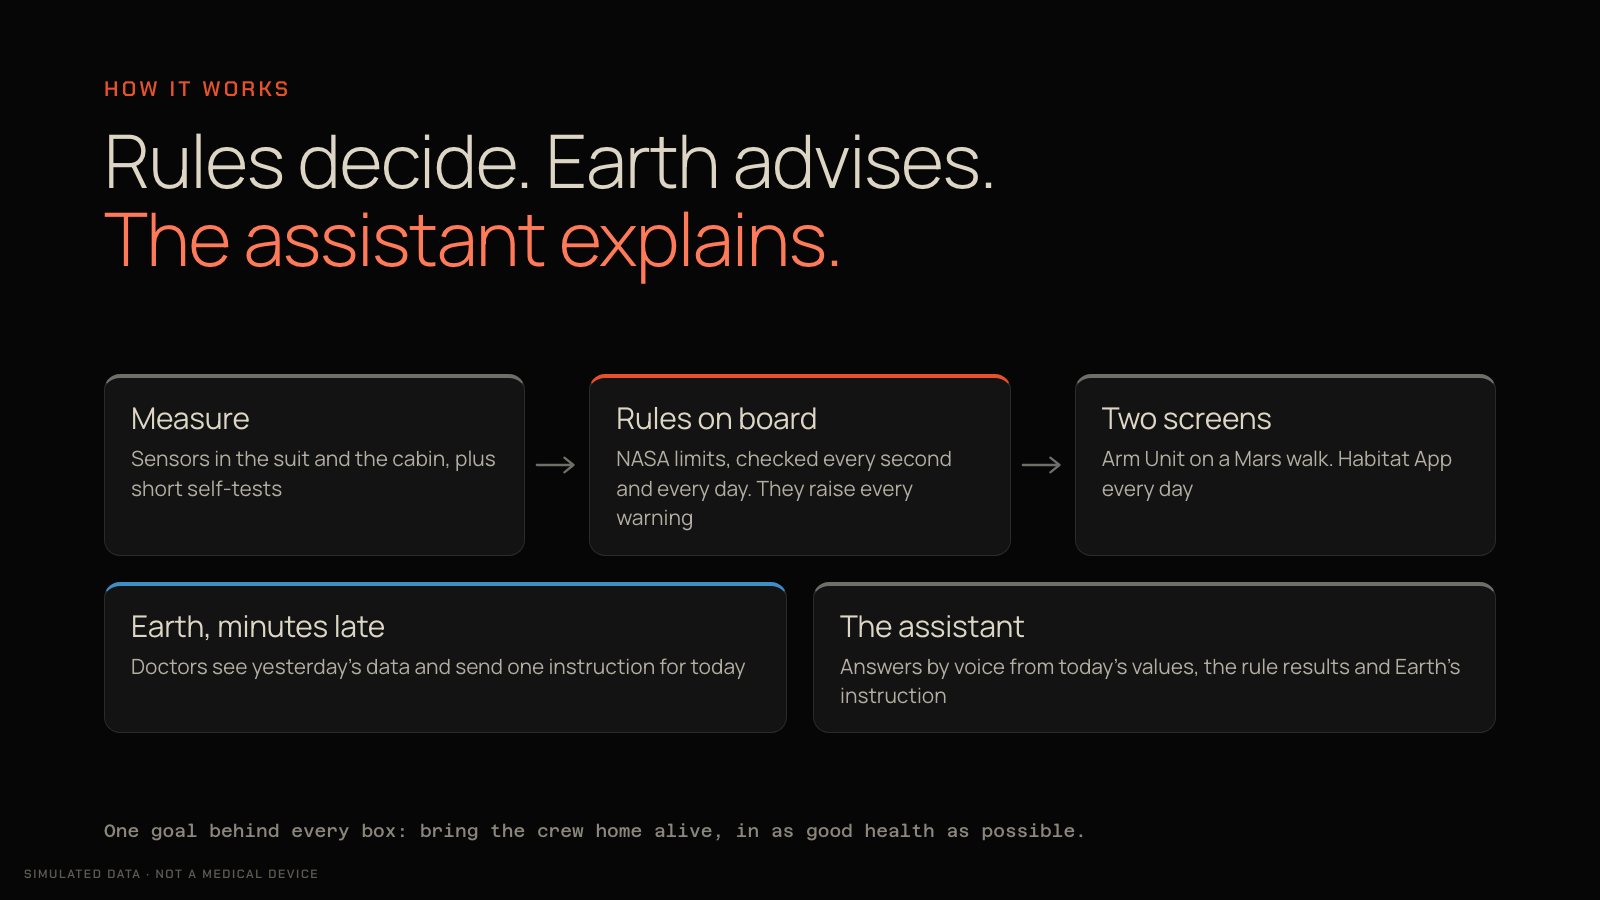 HOW IT WORKS
Rules decide. Earth advises.
The assistant explains.
Measure
Sensors in the suit and the cabin, plus
short self-tests
Rules on board
NASA limits, checked every second
and every day. They raise every
warning
Two screens
Arm Unit on a Mars walk. Habitat App
every day
Earth, minutes late
Doctors see yesterday's data and send one instruction for today
The assistant
Answers by voice from today's values, the rule results and Earth's
instruction
One goal behind every box: bring the crew home alive, in as good health as possible.
SIMULATED DATA · NOT A MEDICAL DEVICE